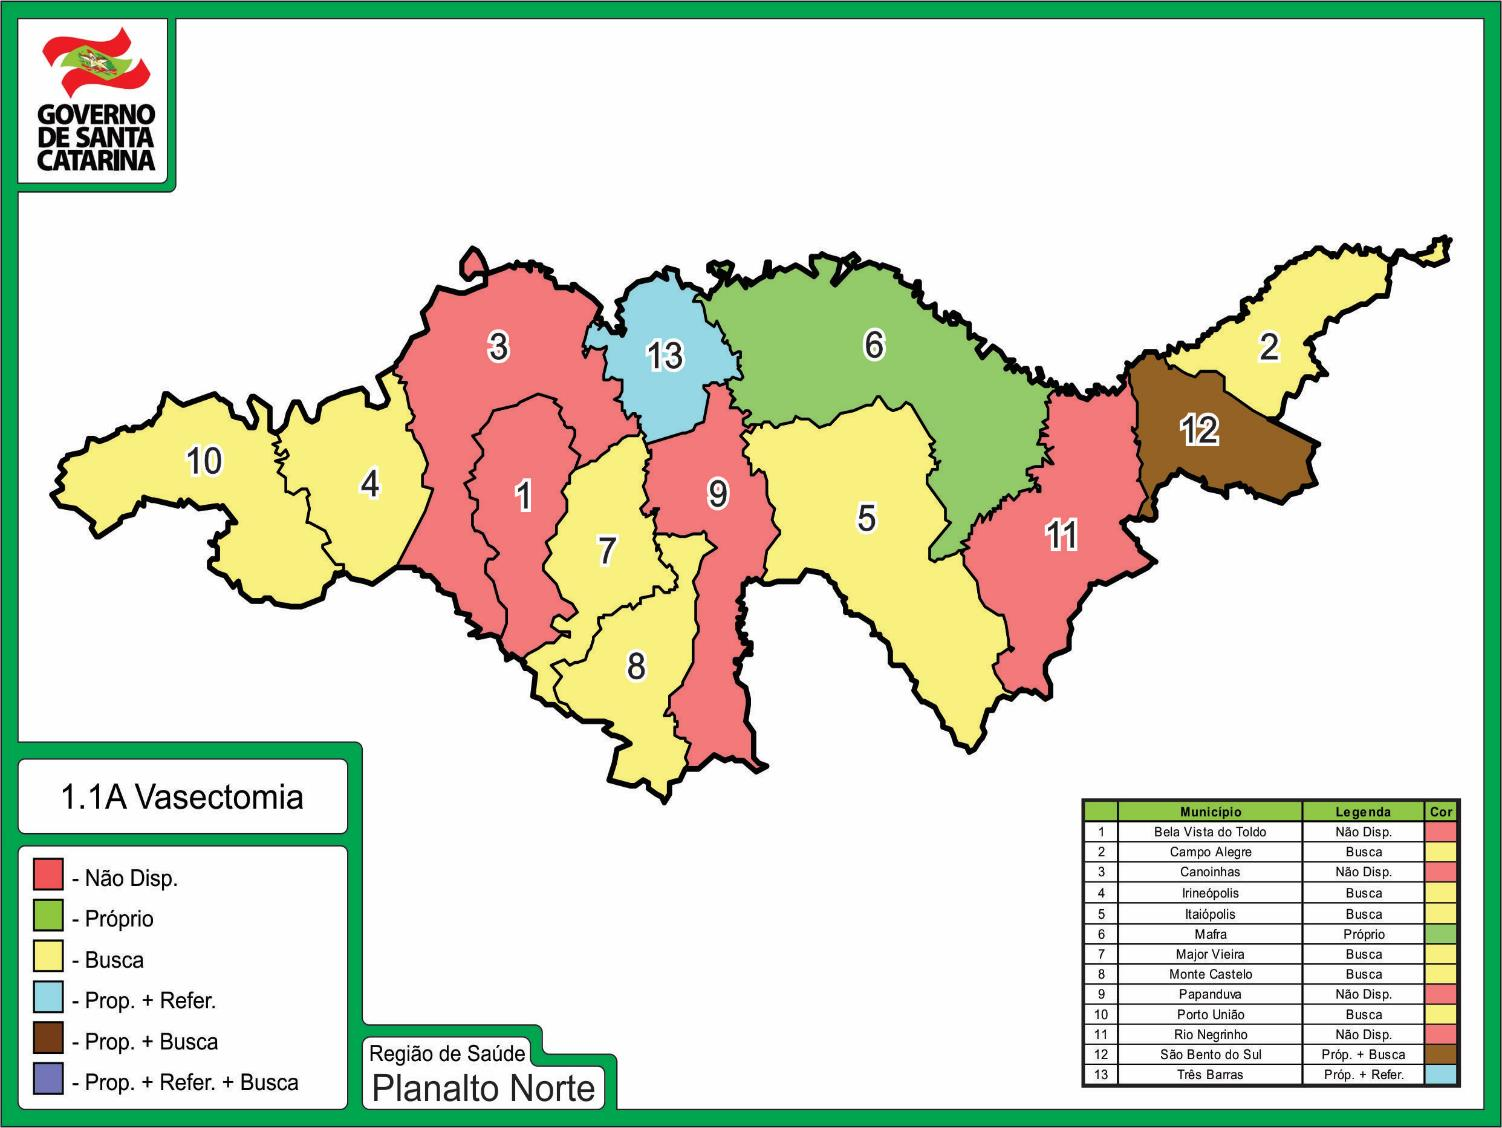 GOVERNO
DE SANTA
CATARINA
3
13
6
2
12
10
4
1
9
5
11
7
8
1.1A Vasectomia
- Não Disp.
- Próprio
- Busca
- Prop. + Refer.
- Prop. + Busca
- Prop. + Refer. + Busca
Região de Saúde
Planalto Norte
Município Legenda Cor
1 Bela Vista do Toldo Não Disp.
2 Campo Alegre Busca
3 Canoinhas Não Disp.
4 Irineópolis Busca
5 Itaiópolis Busca
6 Mafra Próprio
7 Major Vieira Busca
8 Monte Castelo Busca
9 Papanduva Não Disp.
10 Porto União Busca
11 Rio Negrinho Não Disp.
12 São Bento do Sul Próp. + Busca
13 Três Barras Próp. + Refer.